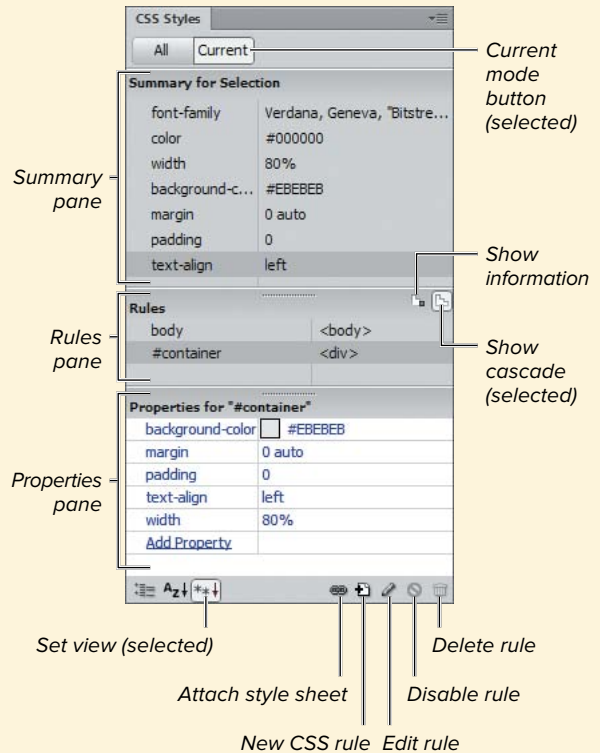 CSS Styles
All Current
Current
mode
button
(selected)
Summary for Selection
font-family Verdana, Geneva, "Bitstre...
color #000000
width 80%
background-c... #EBEBEB
margin 0 auto
padding 0
text-align left
Summary
pane
Show
information
Rules
body <body>
#container <div>
Rules
pane
Show
cascade
(selected)
Properties for "#container"
background-color #EBEBEB
margin 0 auto
padding 0
text-align left
width 80%
Add Property
Properties
pane
Az↓ **↓
Set view (selected)
Delete rule
Attach style sheet
Disable rule
New CSS rule
Edit rule